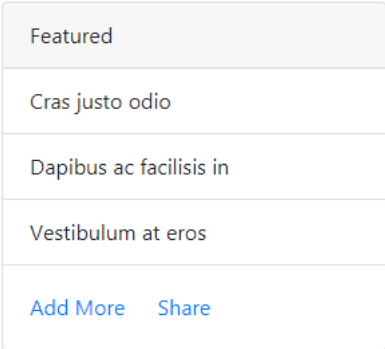 Featured
Cras justo odio
Dapibus ac facilisis in
Vestibulum at eros
Add More Share